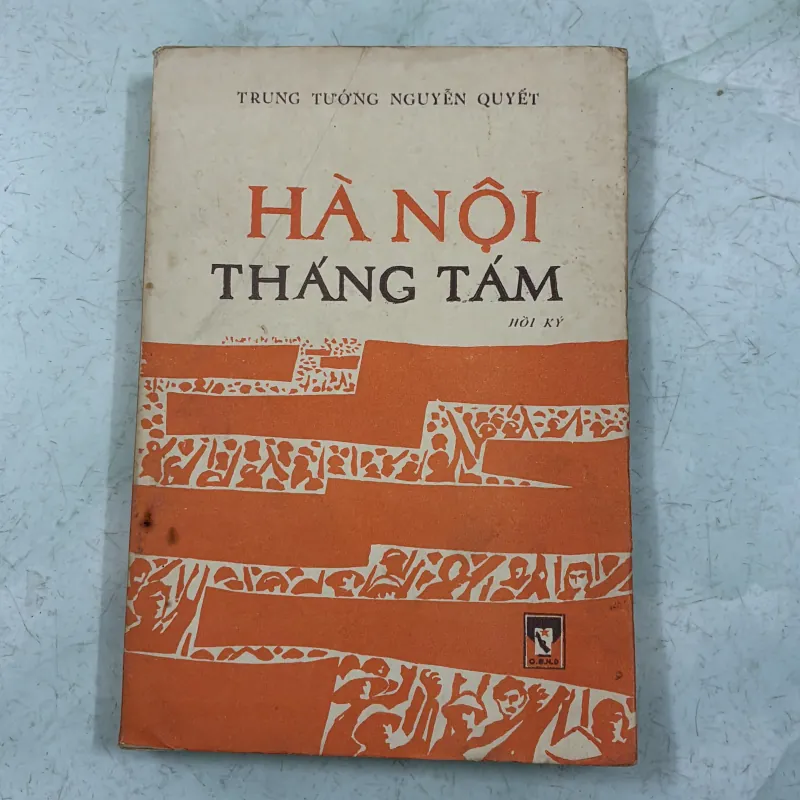 TRUNG TƯỚNG NGUYỄN QUYẾT
HÀ NỘI
THÁNG TÁM
HỒI KÝ
Q.Đ.N.D